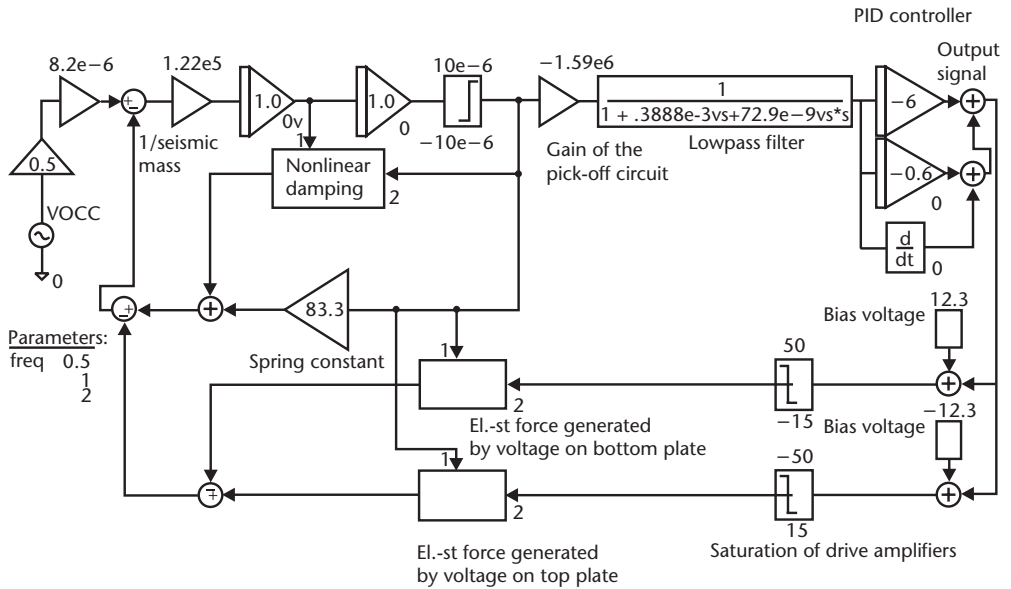 PID controller
8.2e−6
1.22e5
10e−6
−1.59e6
Output
signal
0.5
VOCC
0
+
−
1/seismic
mass
1.0
0v
1
1.0
0
−10e−6
Gain of the
pick-off circuit
1
1 + .3888e-3vs+72.9e−9vs*s
Lowpass filter
−6
+
−0.6
0
+
d
dt
0
Nonlinear
damping
2
−+
+
83.3
Spring constant
Parameters:
freq 0.5
1
2
1
2
El.-st force generated
by voltage on bottom plate
50
−15
Bias voltage
12.3
+
1
2
El.-st force generated
by voltage on top plate
−50
15
Saturation of drive amplifiers
Bias voltage
−12.3
+
−+